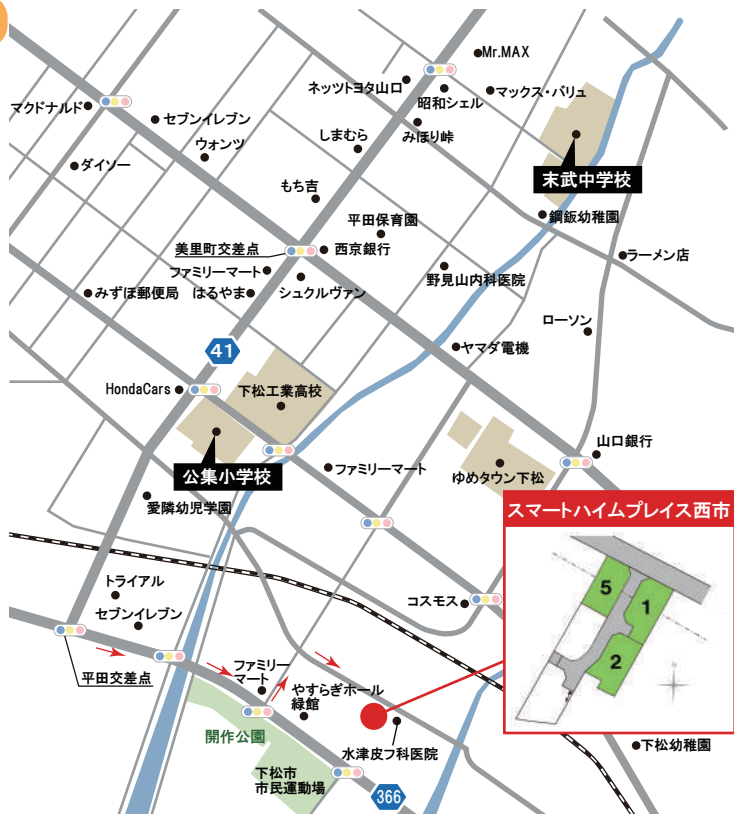 Mr.MAX
ネッツトヨタ山口
マックス・バリュ
昭和シェル
マクドナルド
セブンイレブン
みほり峠
しまむら
ウォンツ
ダイソー
末武中学校
もち吉
鋼鈑幼稚園
平田保育園
美里町交差点
西京銀行
ラーメン店
ファミリーマート
野見山内科医院
みずほ郵便局
はるやま
シュクルヴァン
ローソン
41
ヤマダ電機
HondaCars
下松工業高校
山口銀行
公集小学校
ファミリーマート
ゆめタウン下松
愛隣幼児学園
スマートハイムプレイス西市
5
1
2
トライアル
コスモス
セブンイレブン
平田交差点
ファミリー
マート
やすらぎホール
緑館
開作公園
水津皮フ科医院
下松幼稚園
下松市
市民運動場
366